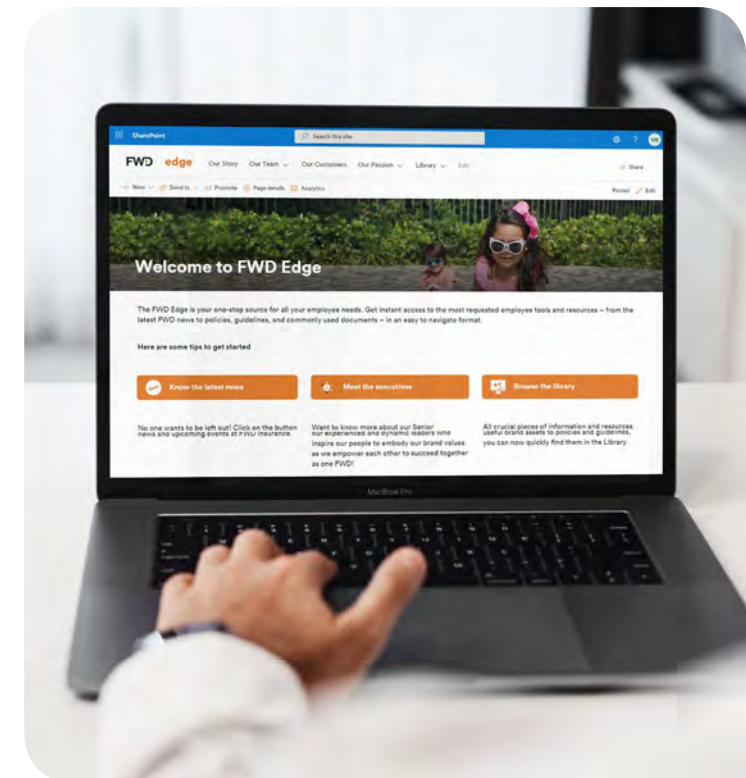 SharePoint
Search this site
?
FWD edge Our Story Our Team Our Customers Our Passion Library Edit
Share
New Send to Promote Page details Analytics
Posted Edit
Welcome to FWD Edge
The FWD Edge is your one-stop source for all your employee needs. Get instant access to the most requested employee tools and resources – from the
latest FWD news to policies, guidelines, and commonly used documents – in an easy to navigate format.
Here are some tips to get started
Know the latest news
Meet the executives
Browse the library
No one wants to be left out! Click on the button
news and upcoming events at FWD Insurance.
Want to know more about our Senior
our experienced and dynamic leaders who
inspire our people to embody our brand values
as we empower each other to succeed together
as one FWD!
All crucial pieces of information and resources
useful brand assets to policies and guidelines,
you can now quickly find them in the Library.
MacBook Pro